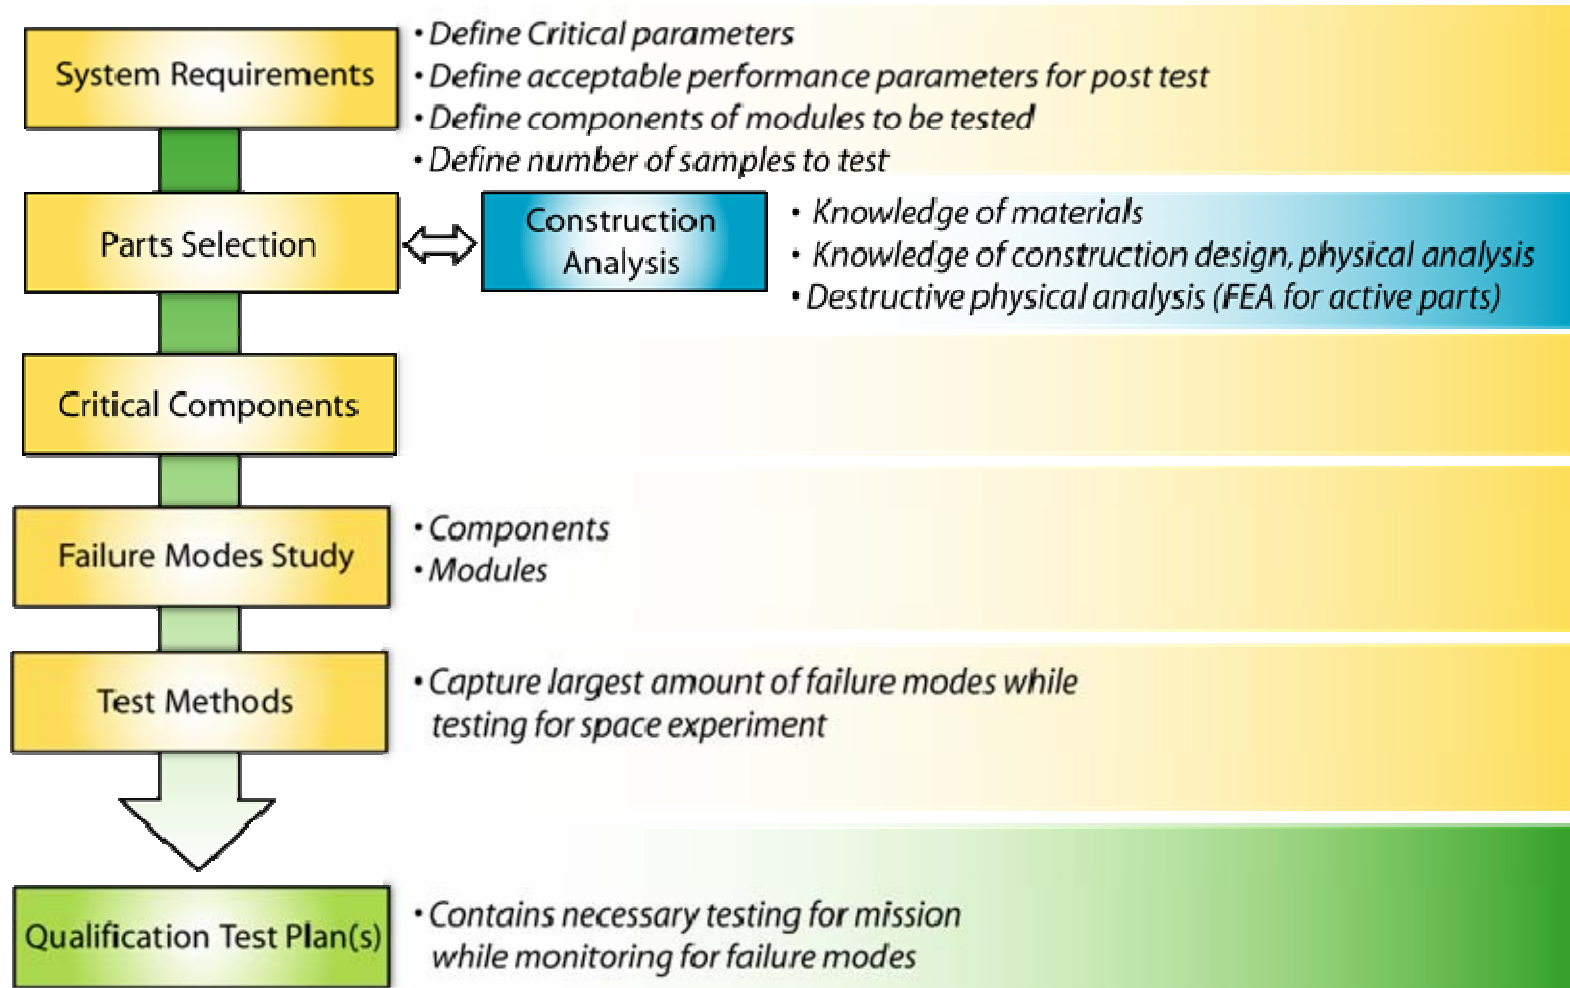 System Requirements
• Define Critical parameters
• Define acceptable performance parameters for post test
• Define components of modules to be tested
• Define number of samples to test
Parts Selection
Construction
Analysis
• Knowledge of materials
• Knowledge of construction design, physical analysis
• Destructive physical analysis (FEA for active parts)
Critical Components
Failure Modes Study
• Components
• Modules
Test Methods
• Capture largest amount of failure modes while
testing for space experiment
Qualification Test Plan(s)
• Contains necessary testing for mission
while monitoring for failure modes